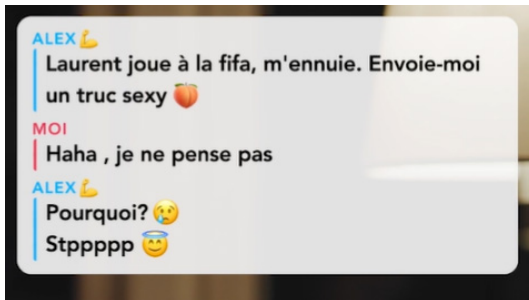 ALEX💪
Laurent joue à la fifa, m'ennuie. Envoie-moi
un truc sexy 🍑
MOI
Haha , je ne pense pas
ALEX💪
Pourquoi? 😢
Stppppp 😇